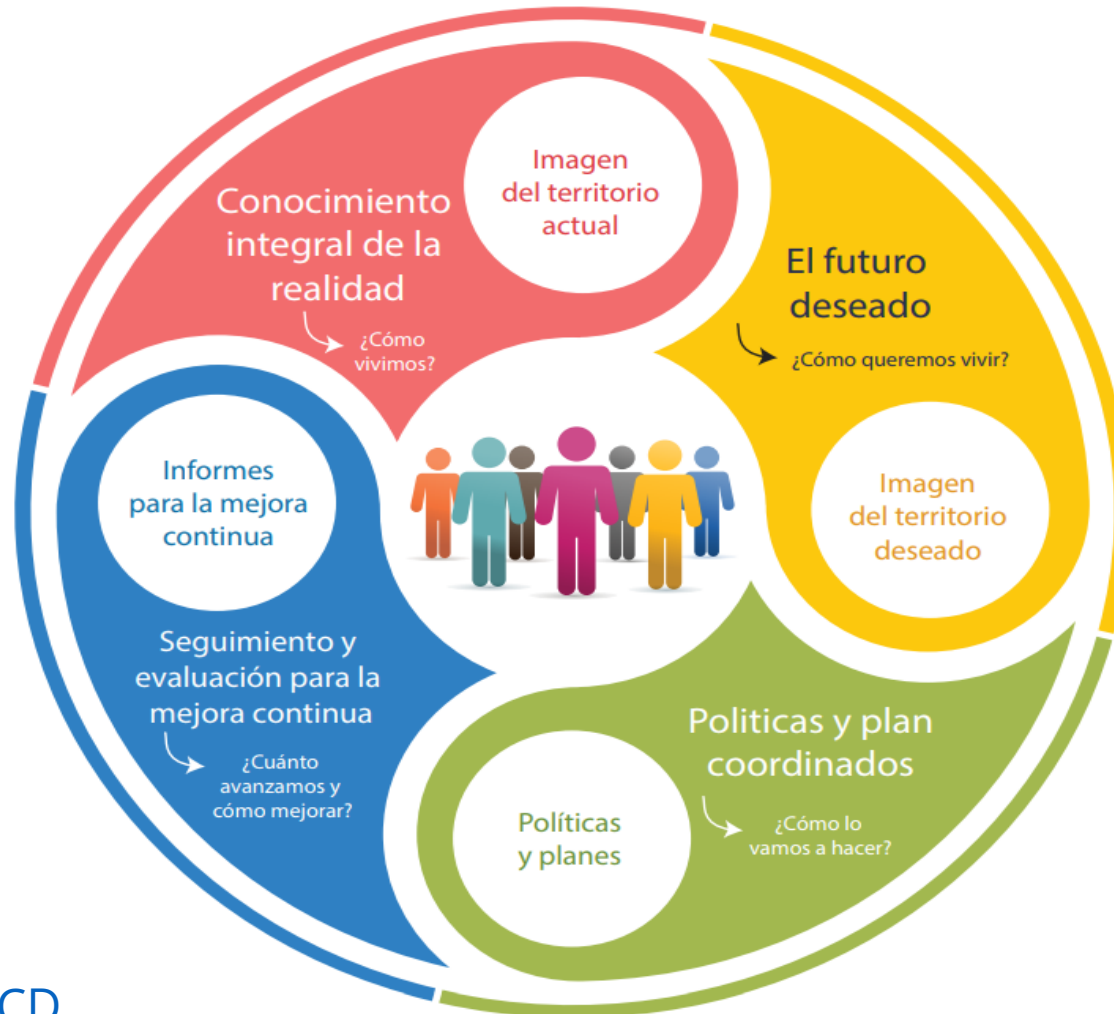 Conocimiento
integral de la
realidad
¿Cómo
vivimos?
Imagen
del territorio
actual
El futuro
deseado
¿Cómo queremos vivir?
Imagen
del territorio
deseado
Politicas y plan
coordinados
¿Cómo lo
vamos a hacer?
Políticas
y planes
Seguimiento y
evaluación para la
mejora continua
¿Cuánto
avanzamos y
cómo mejorar?
Informes
para la mejora
continua
CD